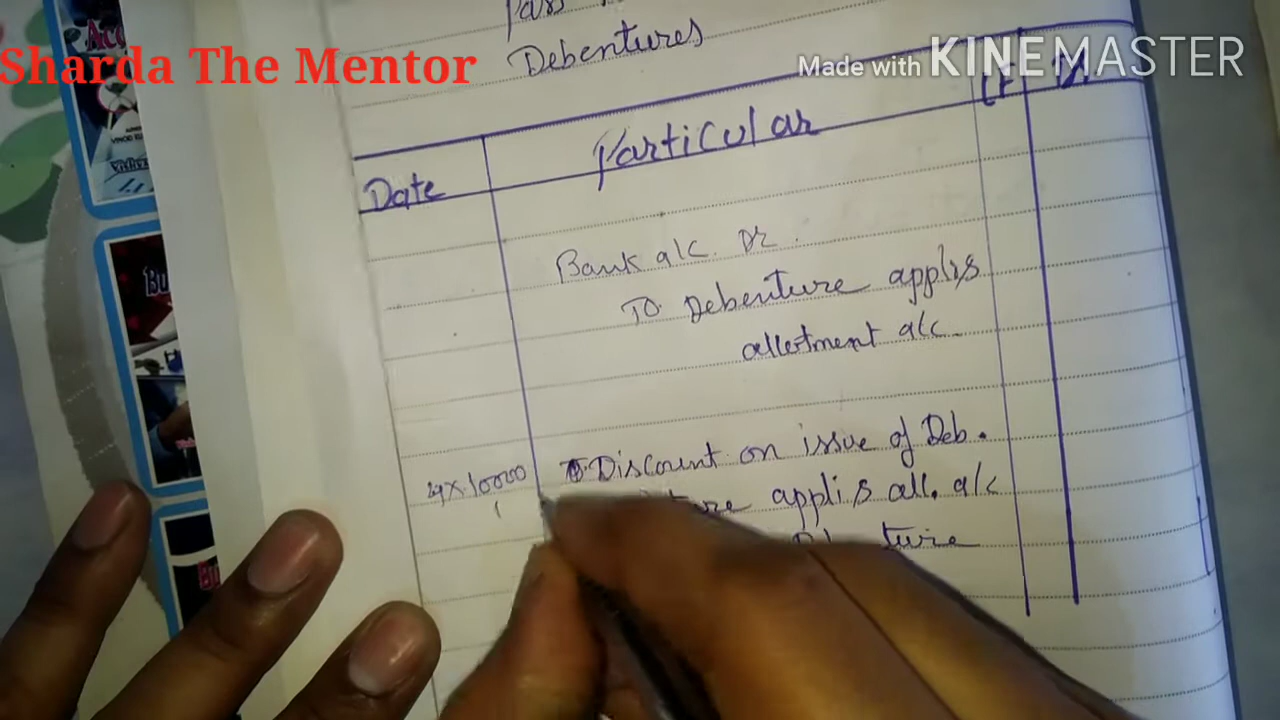 Sharda The Mentor
Made with KINEMASTER
Debentures
Date
Particular
Bank a/c. Dr.
To Debenture appli &
allotment a/c.
Discount on issue of Deb.
appli & all. a/c